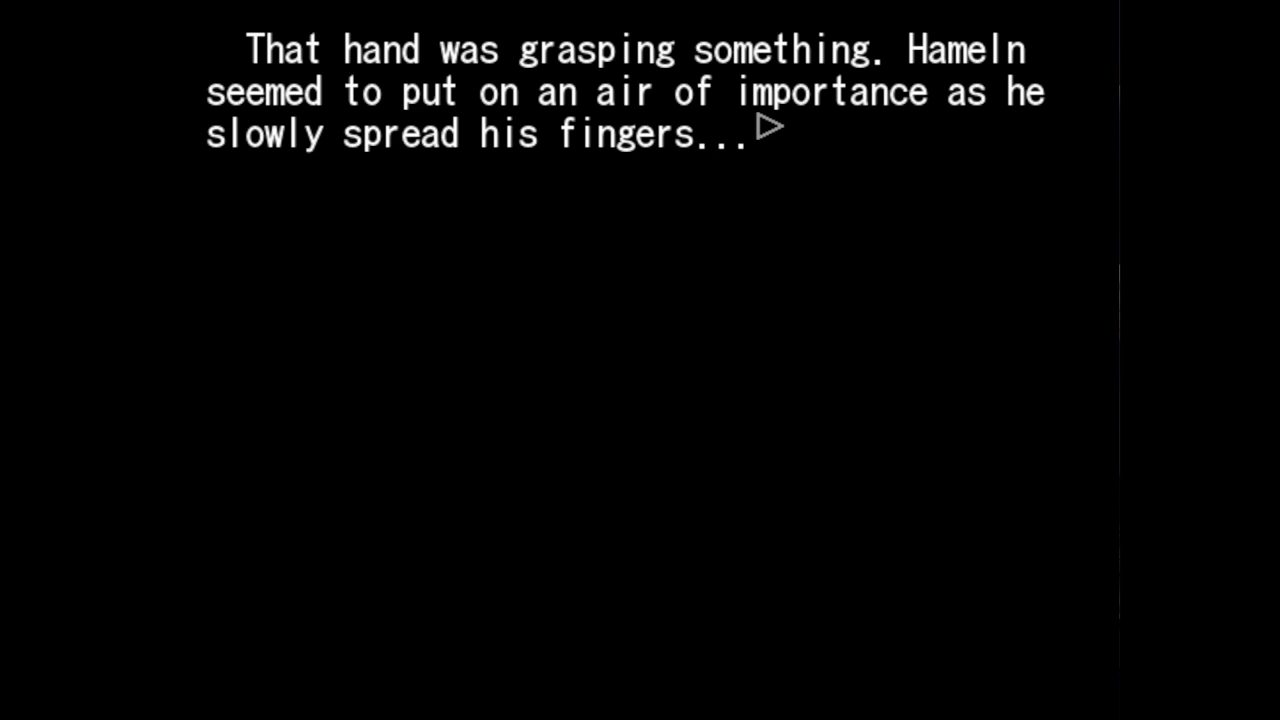 That hand was grasping something. Hameln
seemed to put on an air of importance as he
slowly spread his fingers...